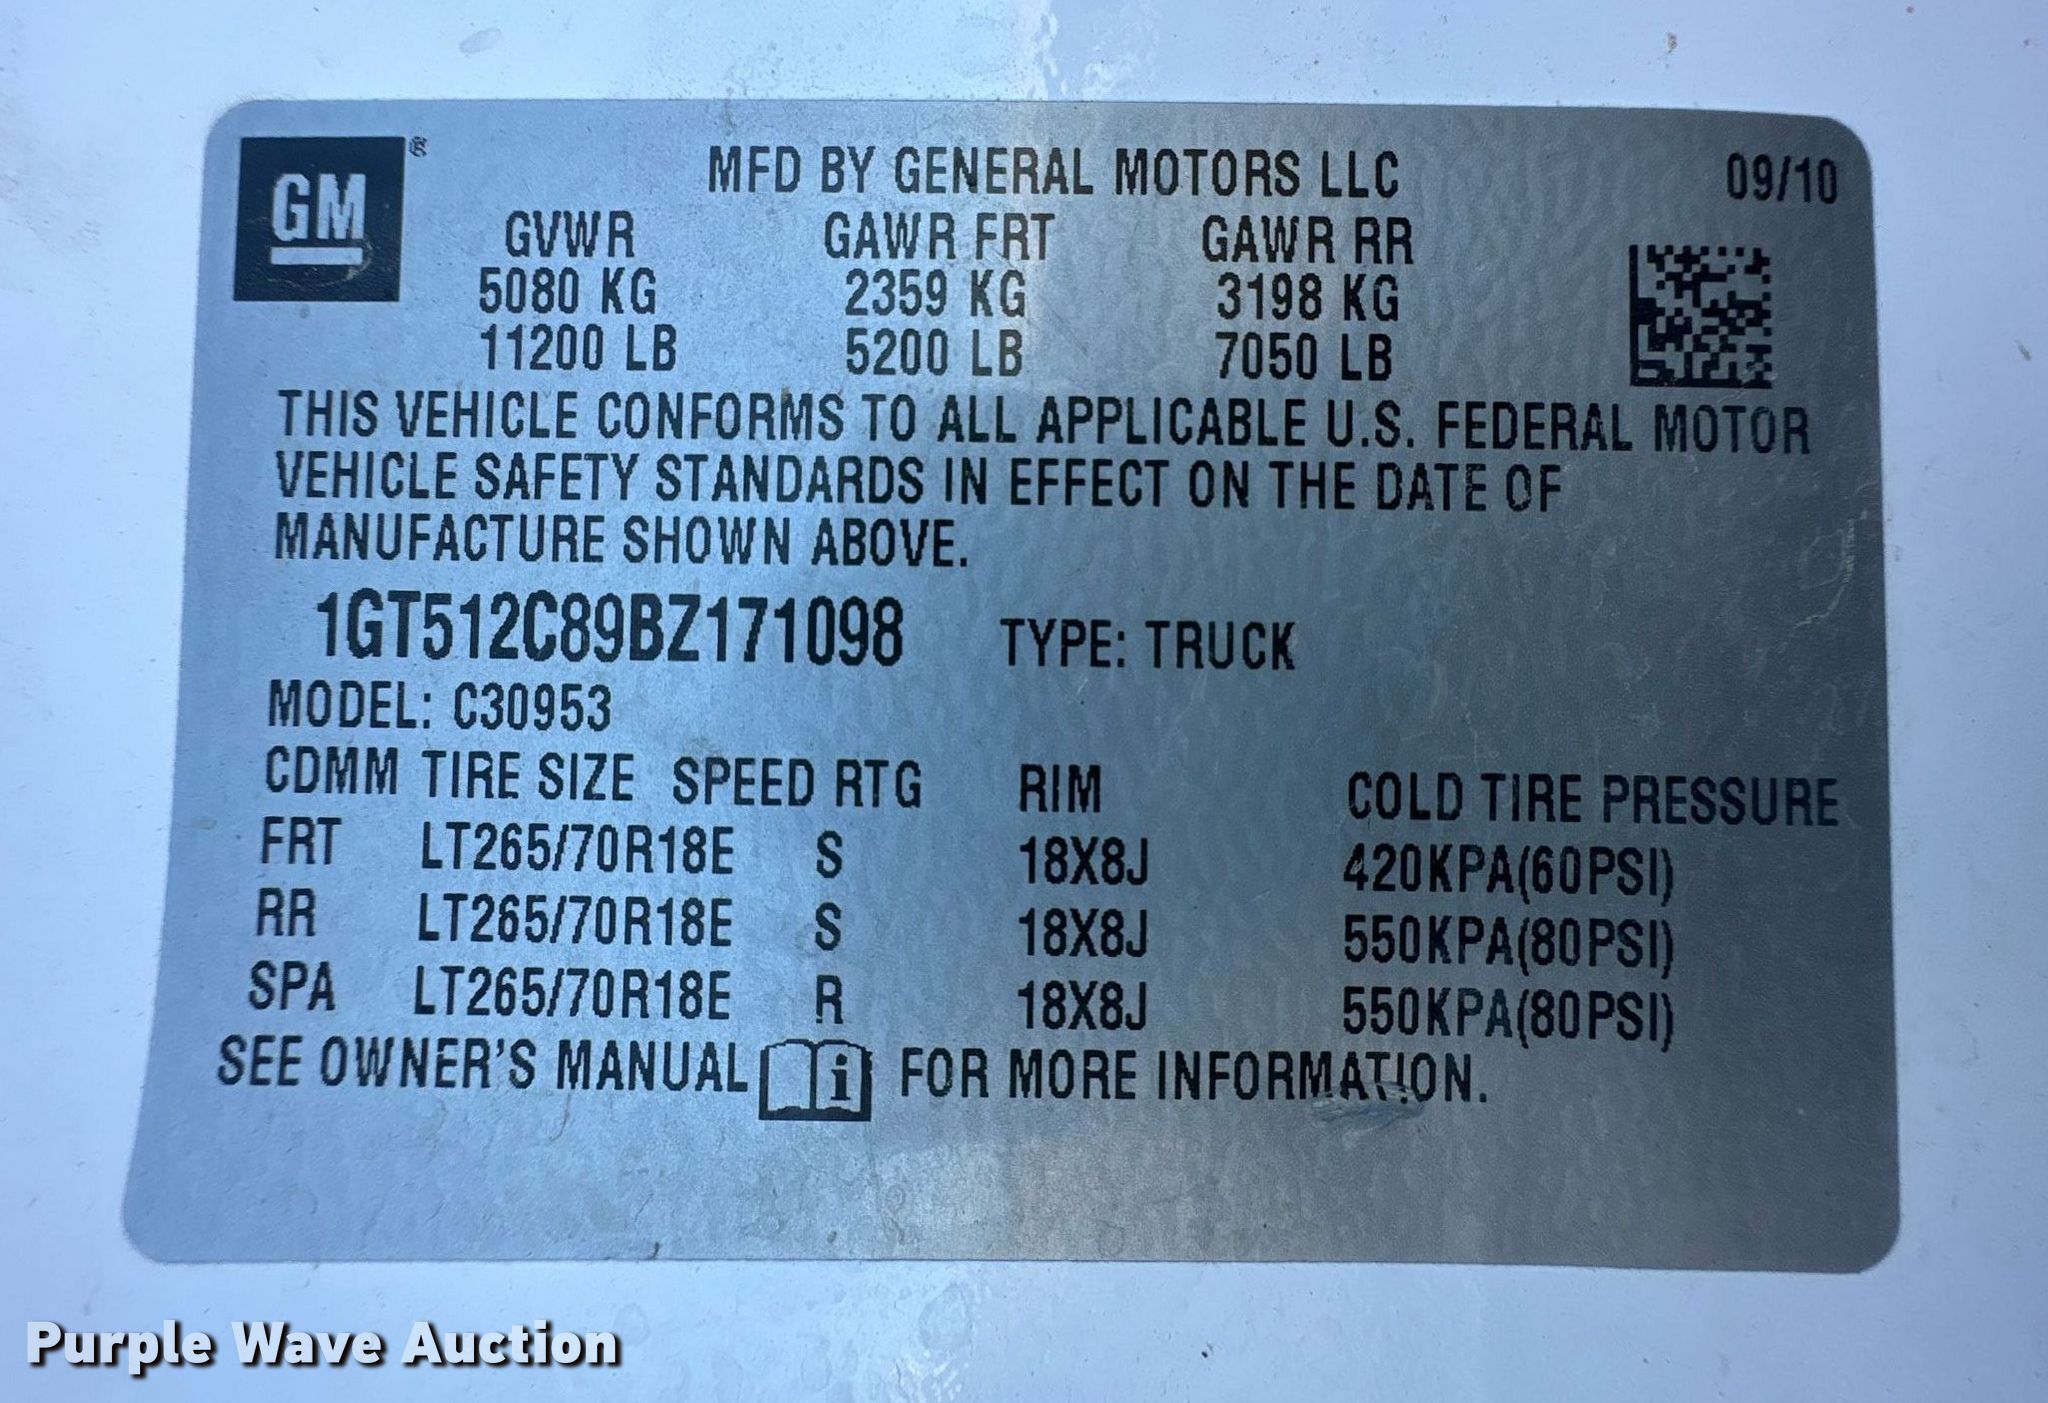 GM ®
MFD BY GENERAL MOTORS LLC 09/10
GVWR GAWR FRT GAWR RR
5080 KG 2359 KG 3198 KG
11200 LB 5200 LB 7050 LB
THIS VEHICLE CONFORMS TO ALL APPLICABLE U.S. FEDERAL MOTOR
VEHICLE SAFETY STANDARDS IN EFFECT ON THE DATE OF
MANUFACTURE SHOWN ABOVE.
1GT512C89BZ171098 TYPE: TRUCK
MODEL: C30953
CDMM TIRE SIZE SPEED RTG RIM COLD TIRE PRESSURE
FRT LT265/70R18E S 18X8J 420KPA(60PSI)
RR LT265/70R18E S 18X8J 550KPA(80PSI)
SPA LT265/70R18E R 18X8J 550KPA(80PSI)
SEE OWNER'S MANUAL i FOR MORE INFORMATION.
Purple Wave Auction